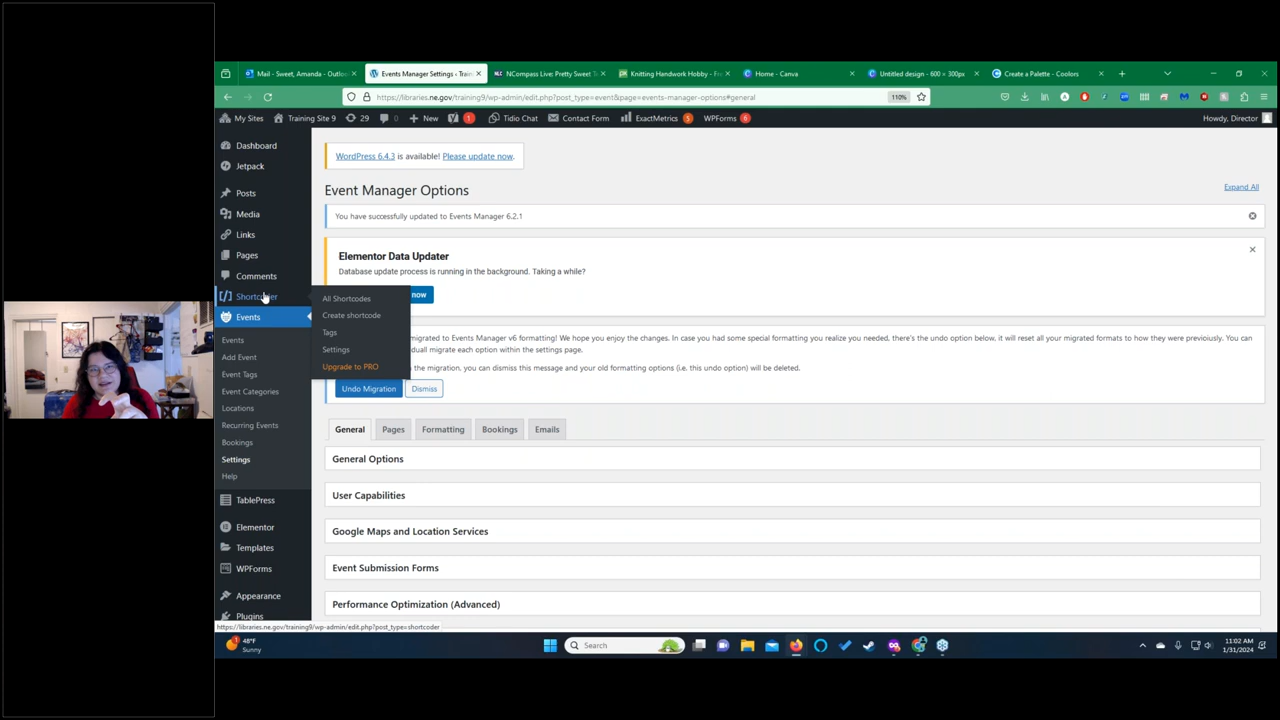 Mail - Sweet, Amanda - Outlo
Events Manager Settings ‹ Train
NCompass Live: Pretty Sweet Te
Knitting Handwork Hobby - Fre
Home - Canva
Untitled design - 600 × 300px
Create a Palette - Coolors
https://libraries.ne.gov/training9/wp-admin/edit.php?post_type=event&page=events-manager-options#general
110%
My Sites
Training Site 9
29
0
New
1
Tidio Chat
Contact Form
ExactMetrics 5
WPForms 6
Howdy, Director
Dashboard
Jetpack
Posts
Media
Links
Pages
Comments
Shortcoder
Events
Events
Add Event
Event Tags
Event Categories
Locations
Recurring Events
Bookings
Settings
Help
TablePress
Elementor
Templates
WPForms
Appearance
Plugins
All Shortcodes
Create shortcode
Tags
Settings
Upgrade to PRO
WordPress 6.4.3 is available! Please update now.
Event Manager Options
Expand All
You have successfully updated to Events Manager 6.2.1
Elementor Data Updater
Database update process is running in the background. Taking a while?
now
migrated to Events Manager v6 formatting! We hope you enjoy the changes. In case you had some special formatting you realize you needed, there's the undo option below, it will reset all your migrated formats to how they were previously. You can
duall migrate each option within the settings page.
the migration, you can dismiss this message and your old formatting options (i.e. this undo option) will be deleted.
Undo Migration
Dismiss
General
Pages
Formatting
Bookings
Emails
General Options
User Capabilities
Google Maps and Location Services
Event Submission Forms
Performance Optimization (Advanced)
https://libraries.ne.gov/training9/wp-admin/edit.php?post_type=shortcoder
48°F
Sunny
Search
11:02 AM
1/31/2024